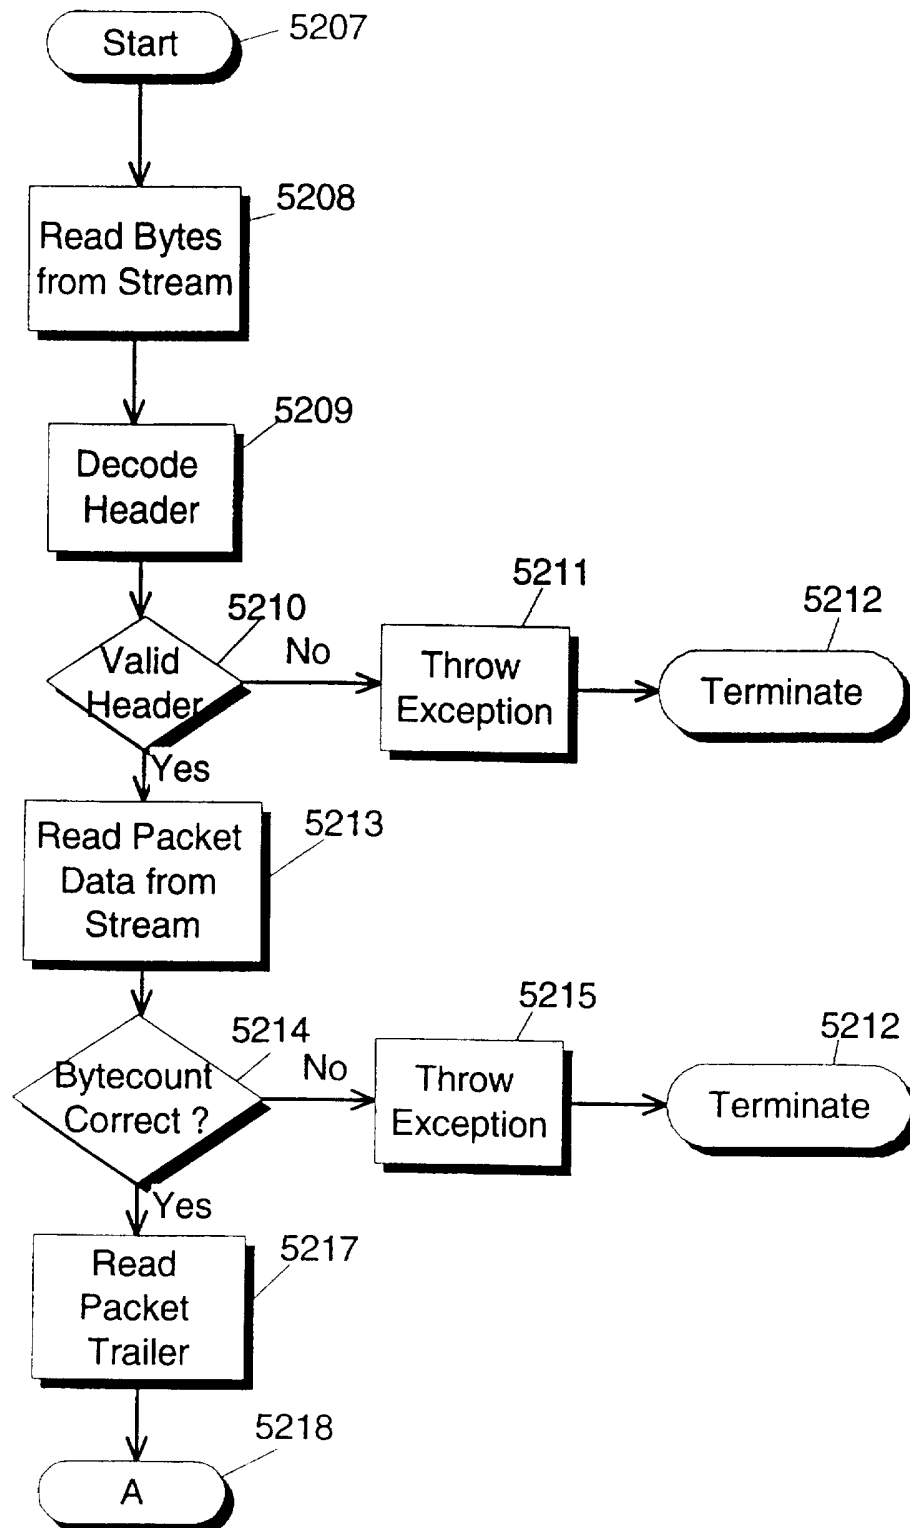 Start
5207
5208
Read Bytes
from Stream
5209
Decode
Header
5210
Valid
Header
No
5211
Throw
Exception
5212
Terminate
Yes
5213
Read Packet
Data from
Stream
5214
Bytecount
Correct ?
No
5215
Throw
Exception
5212
Terminate
Yes
5217
Read
Packet
Trailer
5218
A